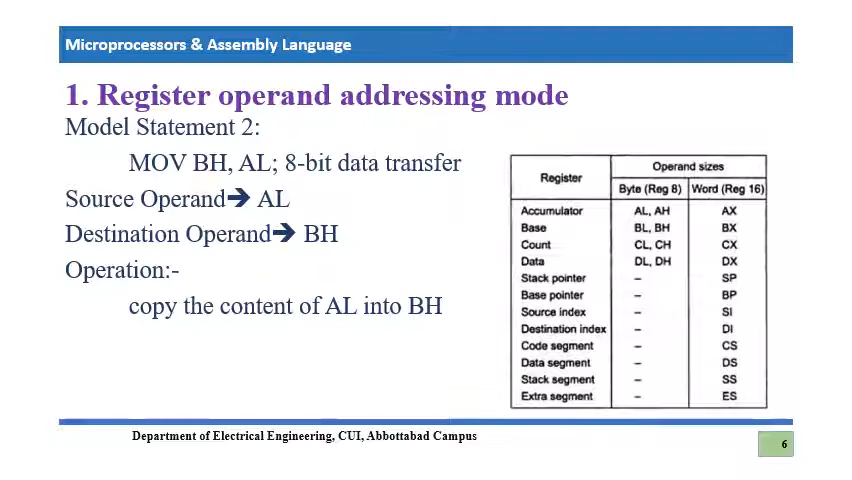 Microprocessors & Assembly Language
1. Register operand addressing mode
Model Statement 2:
MOV BH, AL; 8-bit data transfer
Source Operand➔ AL
Destination Operand➔ BH
Operation:-
copy the content of AL into BH
Register Operand sizes
Byte (Reg 8) Word (Reg 16)
Accumulator AL, AH AX
Base BL, BH BX
Count CL, CH CX
Data DL, DH DX
Stack pointer – SP
Base pointer – BP
Source index – SI
Destination index – DI
Code segment – CS
Data segment – DS
Stack segment – SS
Extra segment – ES
Department of Electrical Engineering, CUI, Abbottabad Campus
6